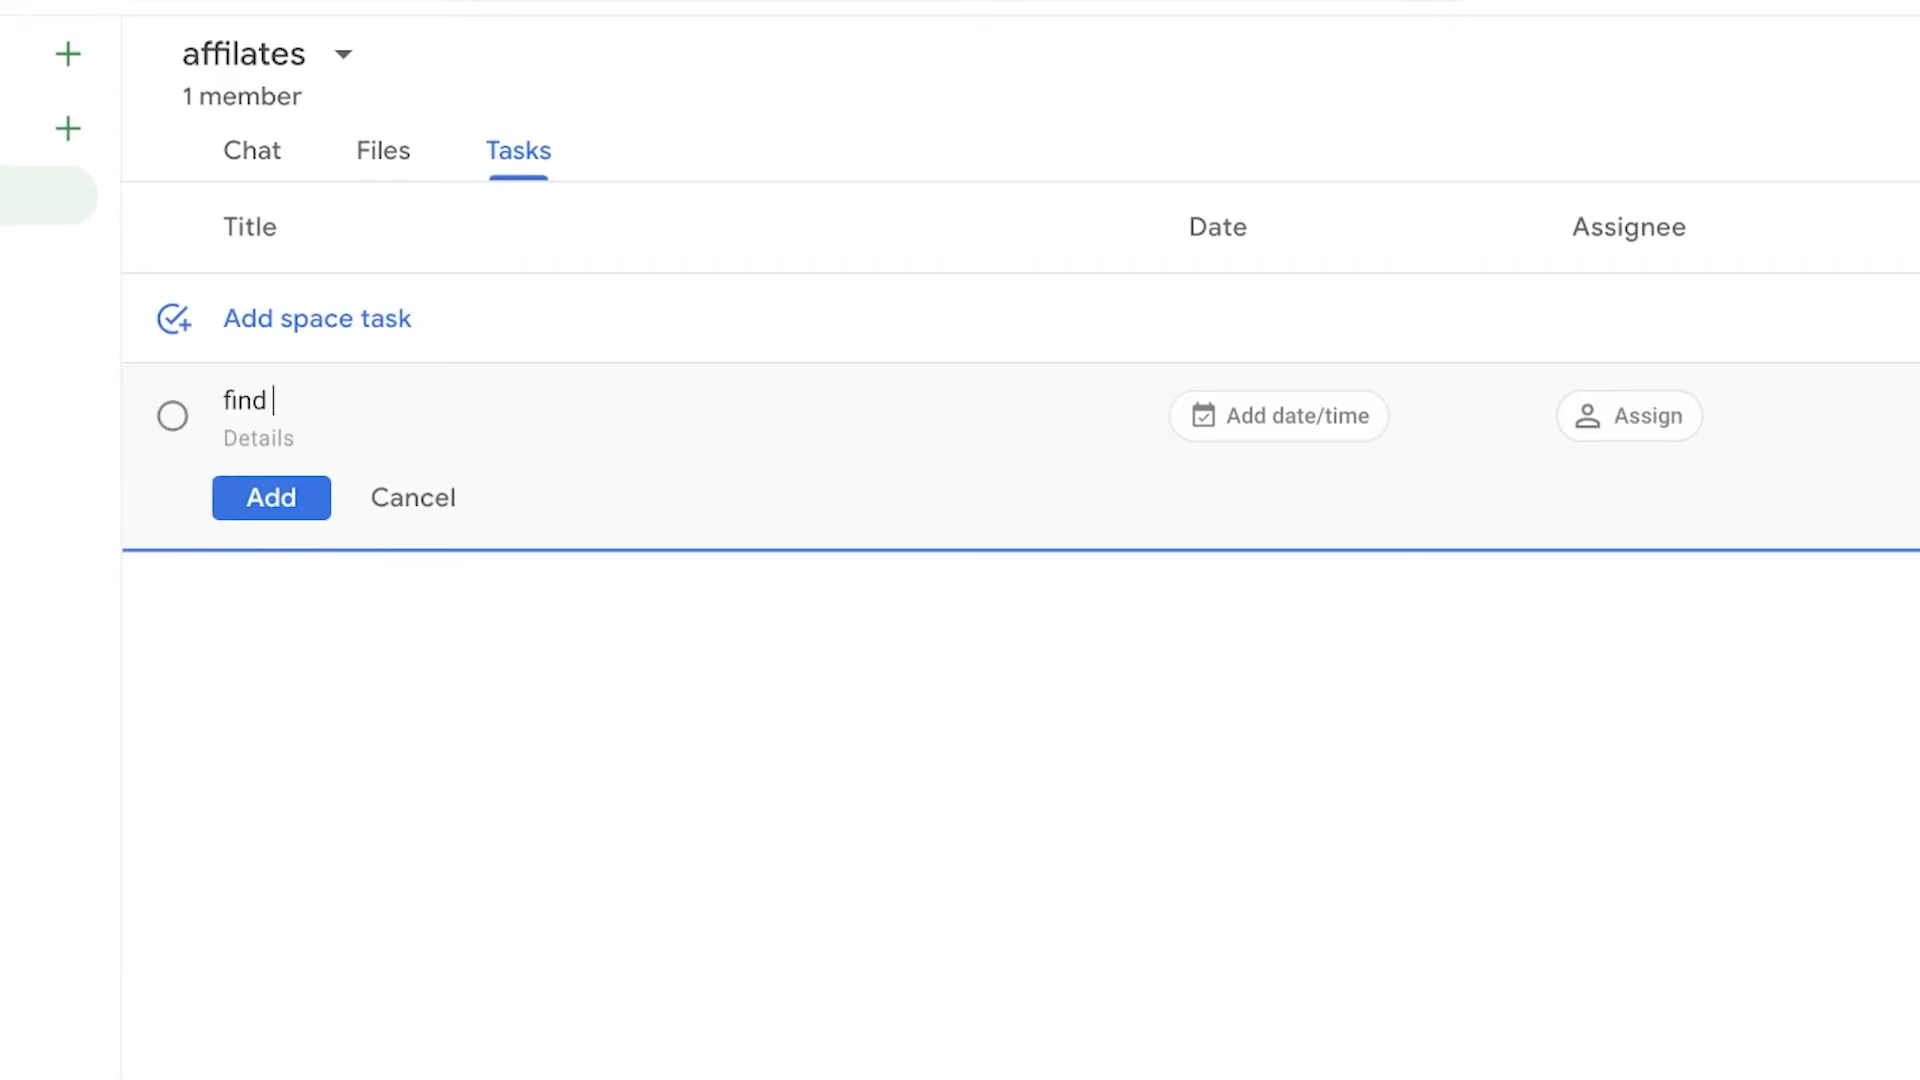 affilates
1 member
Chat Files Tasks
Title Date Assignee
Add space task
find
Details
Add date/time
Assign
Add Cancel